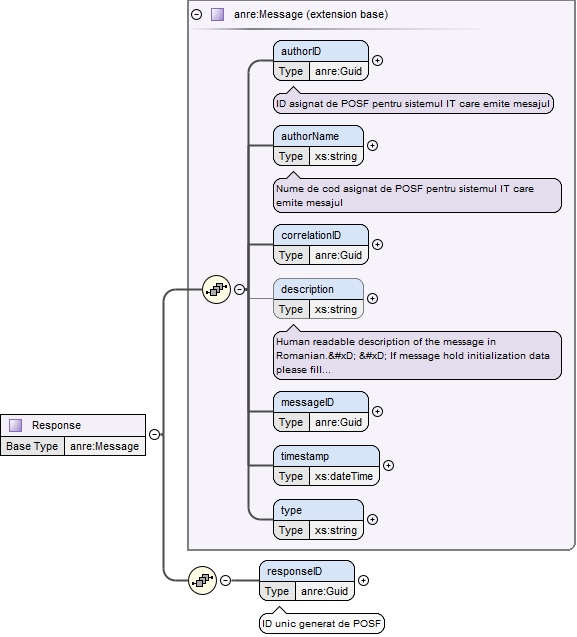 anre:Message (extension base)
authorID
Type anre:Guid
ID asignat de POSF pentru sistemul IT care emite mesajul
authorName
Type xs:string
Nume de cod asignat de POSF pentru sistemul IT care
emite mesajul
correlationID
Type anre:Guid
description
Type xs:string
Human readable description of the message in
Romanian.&#xD; &#xD; If message hold initialization data
please fill...
messageID
Type anre:Guid
Response
Base Type anre:Message
timestamp
Type xs:dateTime
type
Type xs:string
responseID
Type anre:Guid
ID unic generat de POSF